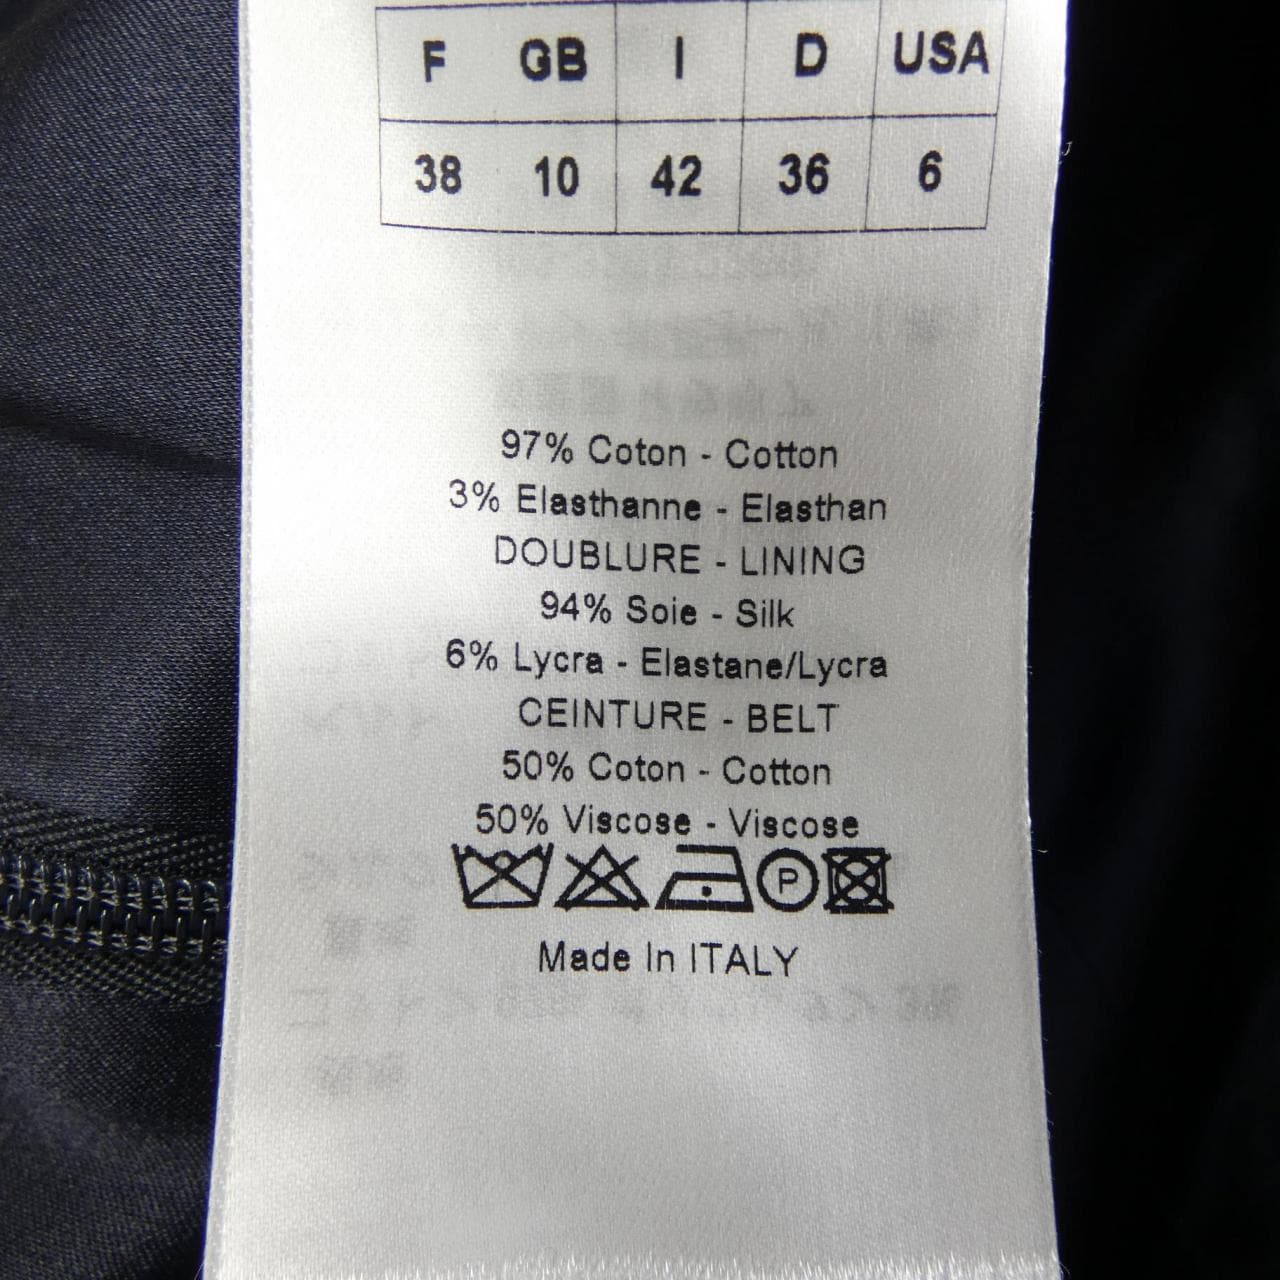 F GB I D USA
38 10 42 36 6
97% Coton - Cotton
3% Elasthanne - Elasthan
DOUBLURE - LINING
94% Soie - Silk
6% Lycra - Elastane/Lycra
CEINTURE - BELT
50% Coton - Cotton
50% Viscose - Viscose
P
Made In ITALY